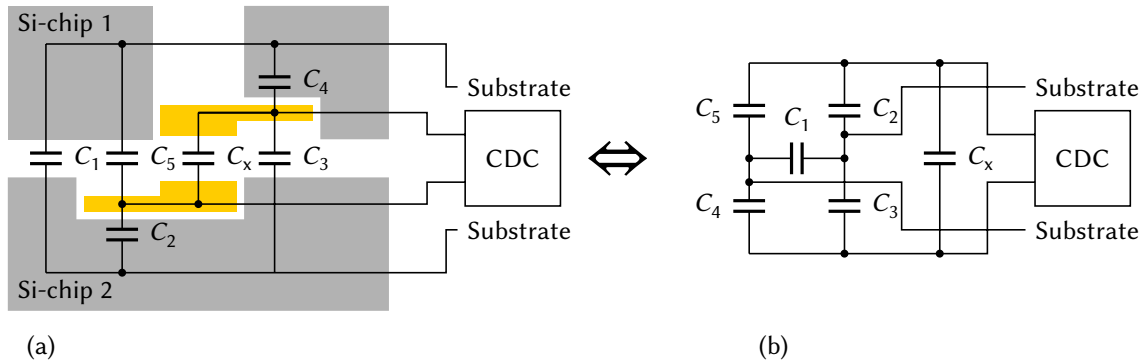 Si-chip 1
C4
Substrate
C1
C5
Cx
C3
CDC
C2
Substrate
Si-chip 2
(a)
Substrate
C5
C1
C2
Cx
CDC
C4
C3
Substrate
(b)